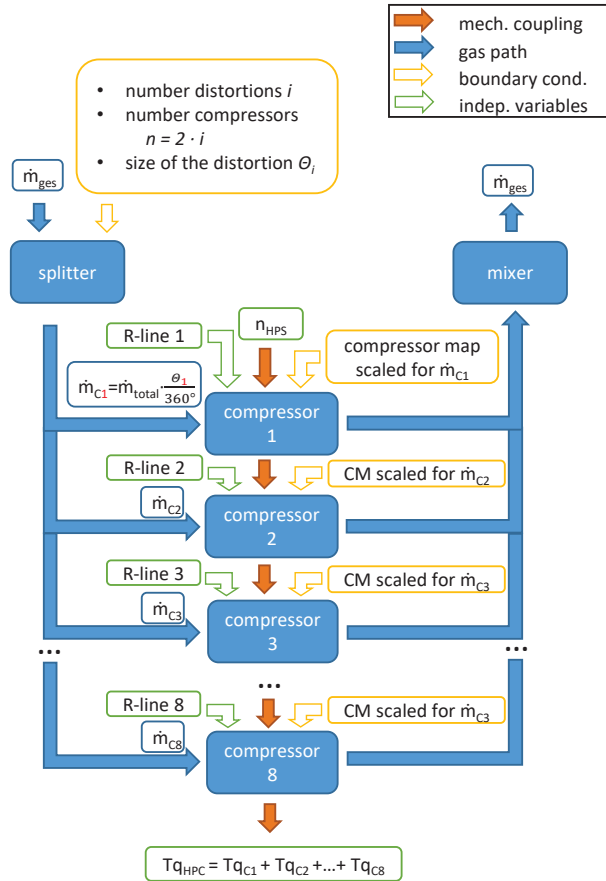 mech. coupling
gas path
boundary cond.
indep. variables
• number distortions i
• number compressors
n = 2 · i
• size of the distortion Θᵢ
ṁges
ṁges
splitter
mixer
R-line 1
nHPS
compressor map
scaled for ṁC1
ṁC1=ṁtotal·Θ1/360°
compressor
1
R-line 2
CM scaled for ṁC2
ṁC2
compressor
2
R-line 3
CM scaled for ṁC3
ṁC3
compressor
3
...
...
...
R-line 8
CM scaled for ṁC3
ṁC8
compressor
8
TqHPC = TqC1 + TqC2 +...+ TqC8